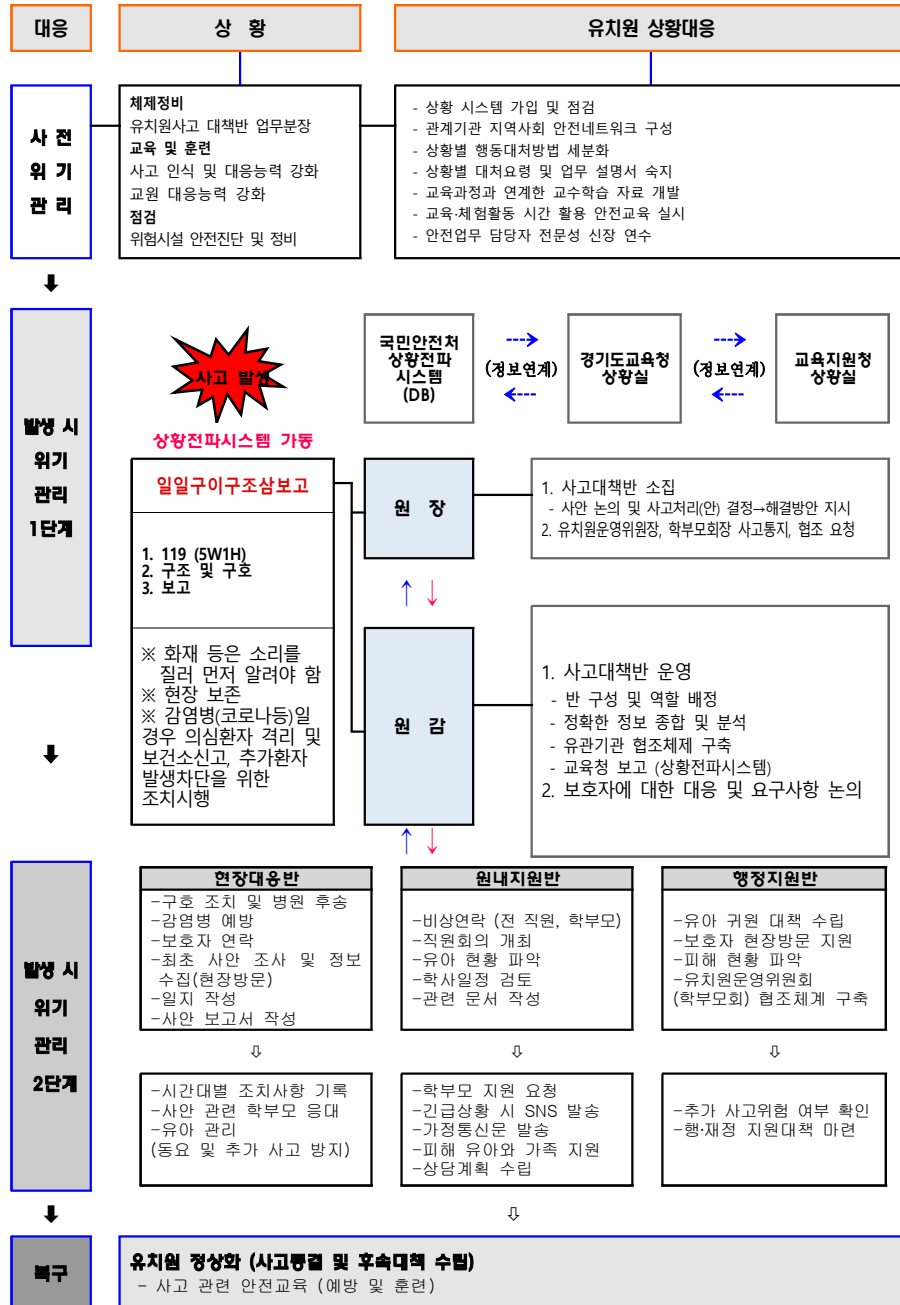 대응
상 황
유치원 상황대응
사 전
위 기
관 리
체제정비
유치원사고 대책반 업무분장
교육 및 훈련
사고 인식 및 대응능력 강화
교원 대응능력 강화
점검
위험시설 안전진단 및 정비
- 상황 시스템 가입 및 점검
- 관계기관 지역사회 안전네트워크 구성
- 상황별 행동대처방법 세분화
- 상황별 대처요령 및 업무 설명서 숙지
- 교육과정과 연계한 교수학습 자료 개발
- 교육·체험활동 시간 활용 안전교육 실시
- 안전업무 담당자 전문성 신장 연수
⬇
발생 시
위기
관리
1단계
사고 발생
상황전파시스템 가동
국민안전처
상황전파
시스템
(DB)
(정보연계)
경기도교육청
상황실
(정보연계)
교육지원청
상황실
일일구이구조삼보고
1. 119 (5W1H)
2. 구조 및 구호
3. 보고
※ 화재 등은 소리를
질러 먼저 알려야 함
※ 현장 보존
※ 감염병(코로나등)일
경우 의심환자 격리 및
보건소신고, 추가환자
발생차단을 위한
조치시행
원 장
1. 사고대책반 소집
- 사안 논의 및 사고처리(안) 결정→해결방안 지시
2. 유치원운영위원장, 학부모회장 사고통지, 협조 요청
↑ ↓
원 감
1. 사고대책반 운영
- 반 구성 및 역할 배정
- 정확한 정보 종합 및 분석
- 유관기관 협조체제 구축
- 교육청 보고 (상황전파시스템)
2. 보호자에 대한 대응 및 요구사항 논의
⬇
↑ ↓
발생 시
위기
관리
2단계
현장대응반
-구호 조치 및 병원 후송
-감염병 예방
-보호자 연락
-최초 사안 조사 및 정보
수집(현장방문)
-일지 작성
-사안 보고서 작성
⇩
-시간대별 조치사항 기록
-사안 관련 학부모 응대
-유아 관리
(동요 및 추가 사고 방지)
원내지원반
-비상연락 (전 직원, 학부모)
-직원회의 개최
-유아 현황 파악
-학사일정 검토
-관련 문서 작성
⇩
-학부모 지원 요청
-긴급상황 시 SNS 발송
-가정통신문 발송
-피해 유아와 가족 지원
-상담계획 수립
행정지원반
-유아 귀원 대책 수립
-보호자 현장방문 지원
-피해 현황 파악
-유치원운영위원회
(학부모회) 협조체계 구축
⇩
-추가 사고위험 여부 확인
-행·재정 지원대책 마련
⬇
⇩
복구
유치원 정상화 (사고종결 및 후속대책 수립)
- 사고 관련 안전교육 (예방 및 훈련)